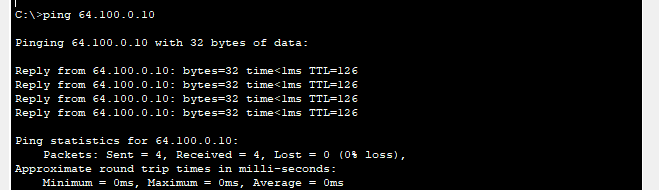 C:\>ping 64.100.0.10
Pinging 64.100.0.10 with 32 bytes of data:
Reply from 64.100.0.10: bytes=32 time<1ms TTL=126
Reply from 64.100.0.10: bytes=32 time<1ms TTL=126
Reply from 64.100.0.10: bytes=32 time<1ms TTL=126
Reply from 64.100.0.10: bytes=32 time<1ms TTL=126
Ping statistics for 64.100.0.10:
Packets: Sent = 4, Received = 4, Lost = 0 (0% loss),
Approximate round trip times in milli-seconds:
Minimum = 0ms, Maximum = 0ms, Average = 0ms